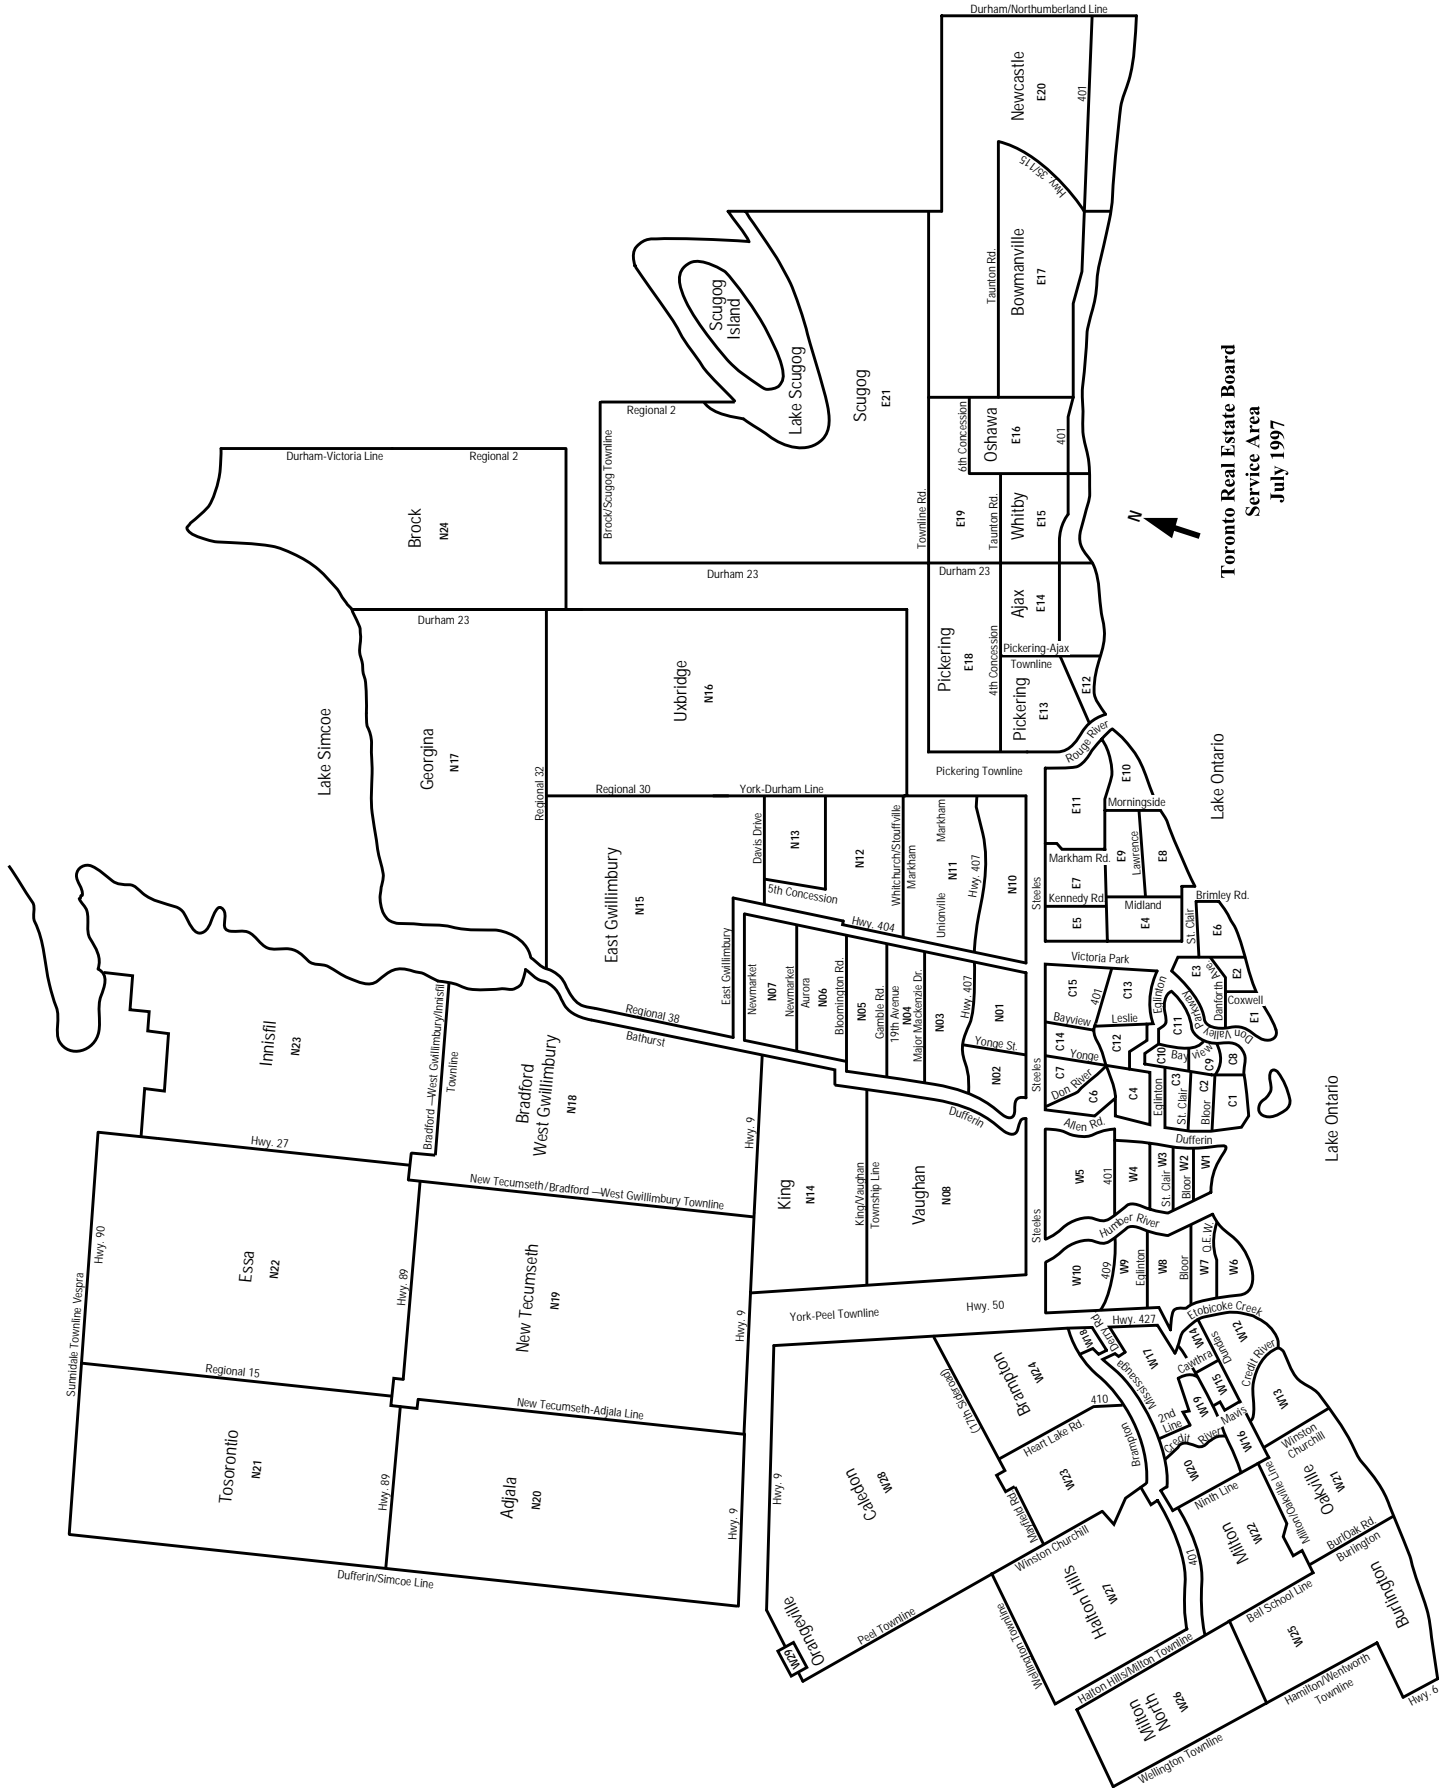 Durham/Northumberland Line
Newcastle
E20
401
Hwy. 35/115
Taunton Rd.
Bowmanville
E17
Scugog
Island
Lake Scugog
Scugog
E21
Regional 2
Brock/Scugog Townline
Townline Rd.
6th Concession
Oshawa
E16
401
E19
Taunton Rd.
Whitby
E15
Durham 23
Durham 23
Ajax
E14
Pickering-Ajax
Townline
Pickering
E18
4th Concession
Pickering
E13
E12
Rouge River
Pickering Townline
N
Toronto Real Estate Board
Service Area
July 1997
Durham-Victoria Line
Regional 2
Brock
N24
Durham 23
Lake Simcoe
Georgina
N17
Regional 32
Uxbridge
N16
Regional 30
York-Durham Line
East Gwillimbury
N15
Davis Drive
N13
5th Concession
N12
Whitchurch/Stouffville
Markham
Markham
N11
Unionville
Hwy. 407
N10
Steeles
Hwy. 404
East Gwillimbury
Newmarket
N07
Newmarket
Aurora
N06
Bloomington Rd.
N05
Gamble Rd.
19th Avenue
N04
Major Mackenzie Dr.
N03
Hwy. 407
N01
Yonge St.
N02
Steeles
Regional 38
Bathurst
Dufferin
Innisfil
N23
Bradford —West Gwillimbury/Innisfil
Townline
Bradford
West Gwillimbury
N18
Hwy. 27
Hwy. 9
New Tecumseth/Bradford —West Gwillimbury Townline
King
N14
King/Vaughan
Township Line
Vaughan
N08
Steeles
Hwy. 90
Sunnidale Townline Vespra
Essa
N22
Hwy. 89
New Tecumseth
N19
Hwy. 9
Regional 15
New Tecumseth-Adjala Line
Tosorontio
N21
Hwy. 89
Adjala
N20
Hwy. 9
Dufferin/Simcoe Line
York-Peel Townline
Hwy. 50
E11
E10
Morningside
Markham Rd.
E9
Lawrence
E8
E7
Kennedy Rd.
E5
Midland
E4
Brimley Rd.
St. Clair
E6
Victoria Park
E3
E2
Danforth
Ave.
Coxwell
E1
Don Valley
Parkway
C15
401
C13
Eglinton
Bayview
Leslie
C11
C14
Yonge
C12
C10
Bay
view
C9
C8
C7
Don River
C6
C4
Eglinton
C3
St. Clair
C2
Bloor
C1
Allen Rd.
Dufferin
Lake Ontario
Lake Ontario
W5
401
W4
W3
St. Clair
W2
Bloor
W1
Humber River
W10
409
W9
Eglinton
W8
Bloor
W7
Q.E.W.
W6
Hwy. 427
Etobicoke Creek
W18
Derry Rd.
Mississauga
W17
W14
Cawthra
Dundas
W12
W15
Credit River
W13
W19
2nd
Line
Mavis
Credit
River
W16
W20
Winston
Churchill
Ninth Line
Milton/Oakville Line
Oakville
W21
BurlOak Rd.
Burlington
Milton
W22
401
Bell School Line
Burlington
W25
Hamilton/Wentworth
Townline
Hwy. 6
Brampton
W24
(17th Sideroad)
410
Heart Lake Rd.
Brampton
W23
Mayfield Rd.
Winston Churchill
Hwy. 9
Caledon
W28
Orangeville
W29
Peel Townline
Wellington Townline
Halton Hills
W27
Halton Hills/Milton Townline
Milton
North
W26
Wellington Townline